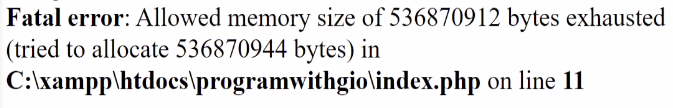 Fatal error: Allowed memory size of 536870912 bytes exhausted
(tried to allocate 536870944 bytes) in
C:\xampp\htdocs\programwithgio\index.php on line 11